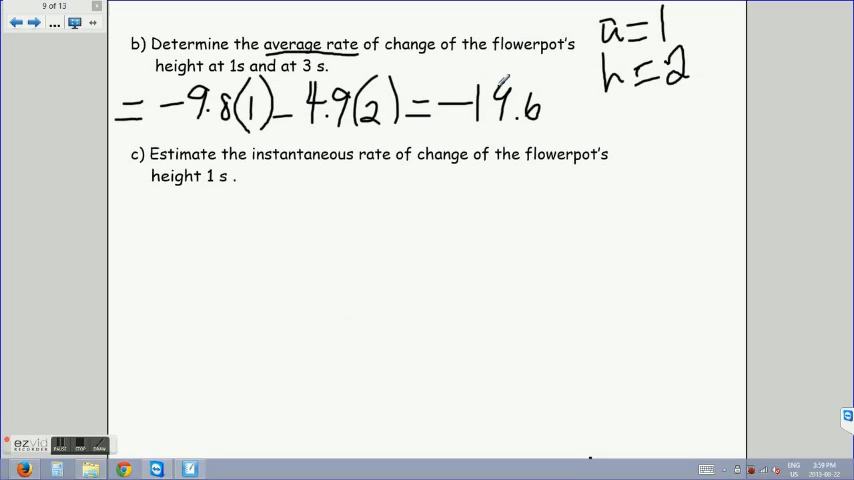 9 of 13
a=1
b) Determine the average rate of change of the flowerpot's
height at 1s and at 3 s.
h=2
= -9.8(1) - 4.9(2) = -19.6
c) Estimate the instantaneous rate of change of the flowerpot's
height 1 s .
ezvid
RECORDER
PAUSE
STOP
DRAW
ENG
US
3:59 PM
2013-08-22